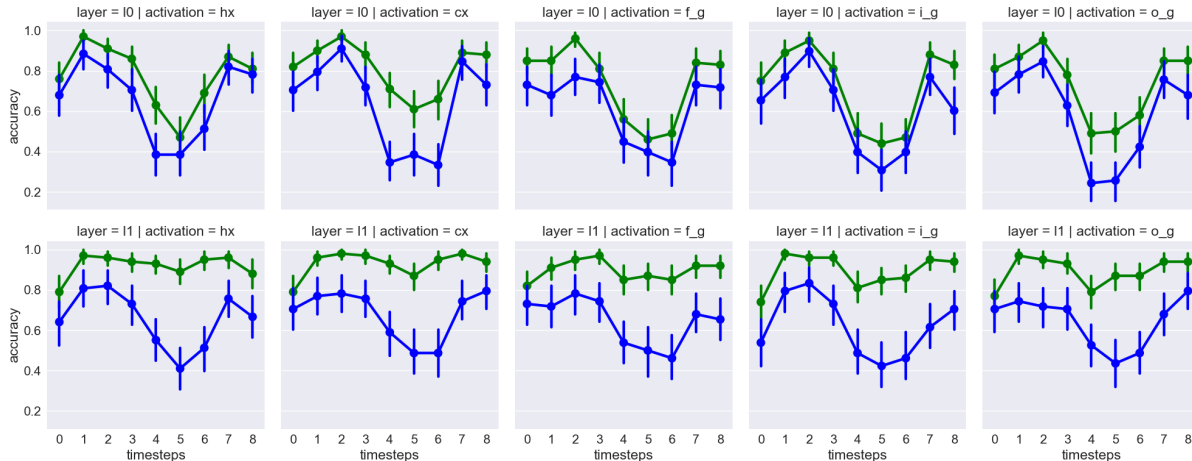 layer = l0 | activation = hx
layer = l0 | activation = cx
layer = l0 | activation = f_g
layer = l0 | activation = i_g
layer = l0 | activation = o_g
accuracy
1.0
0.8
0.6
0.4
0.2
layer = l1 | activation = hx
layer = l1 | activation = cx
layer = l1 | activation = f_g
layer = l1 | activation = i_g
layer = l1 | activation = o_g
accuracy
1.0
0.8
0.6
0.4
0.2
0 1 2 3 4 5 6 7 8
timesteps
0 1 2 3 4 5 6 7 8
timesteps
0 1 2 3 4 5 6 7 8
timesteps
0 1 2 3 4 5 6 7 8
timesteps
0 1 2 3 4 5 6 7 8
timesteps